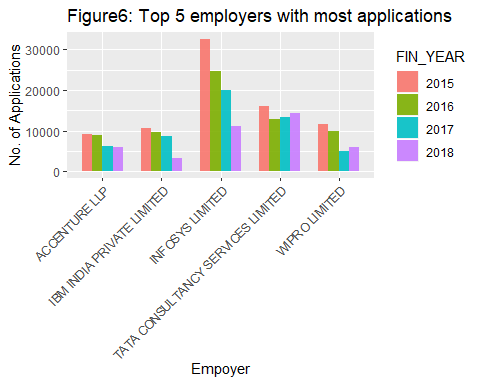 Figure6: Top 5 employers with most applications
No. of Applications
30000
20000
10000
0
ACCENTURE LLP
IBM INDIA PRIVATE LIMITED
INFOSYS LIMITED
TATA CONSULTANCY SERVICES LIMITED
WIPRO LIMITED
Empoyer
FIN_YEAR
2015
2016
2017
2018